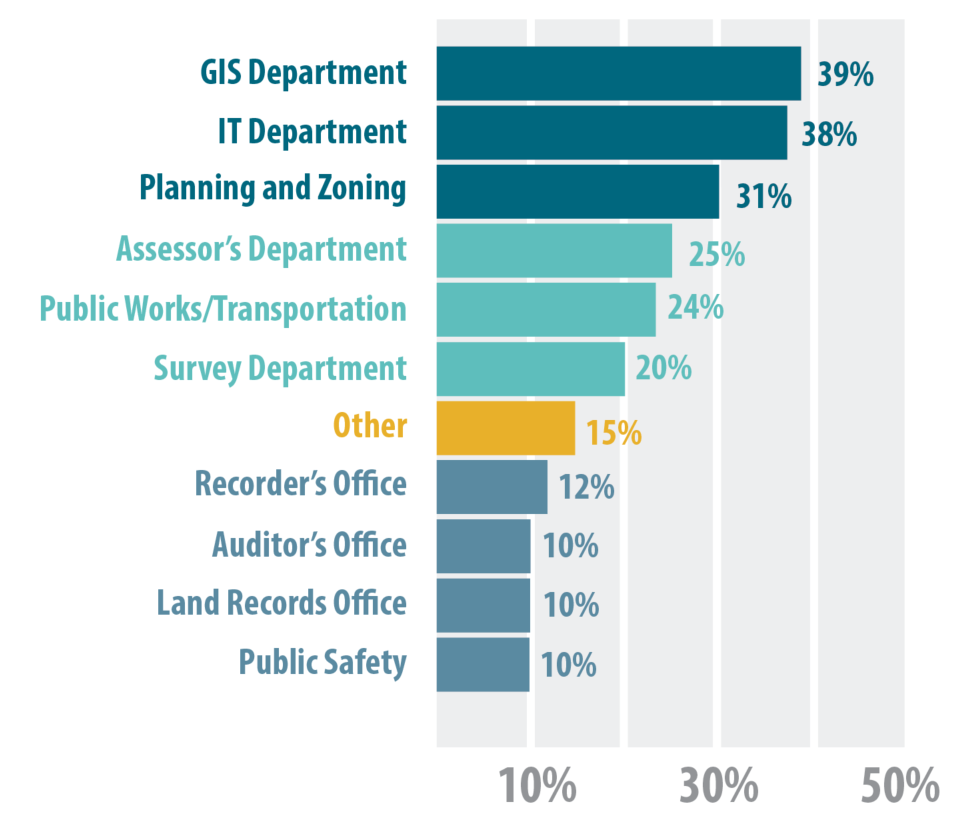 GIS Department 39%
IT Department 38%
Planning and Zoning 31%
Assessor’s Department 25%
Public Works/Transportation 24%
Survey Department 20%
Other 15%
Recorder’s Office 12%
Auditor’s Office 10%
Land Records Office 10%
Public Safety 10%
10% 30% 50%